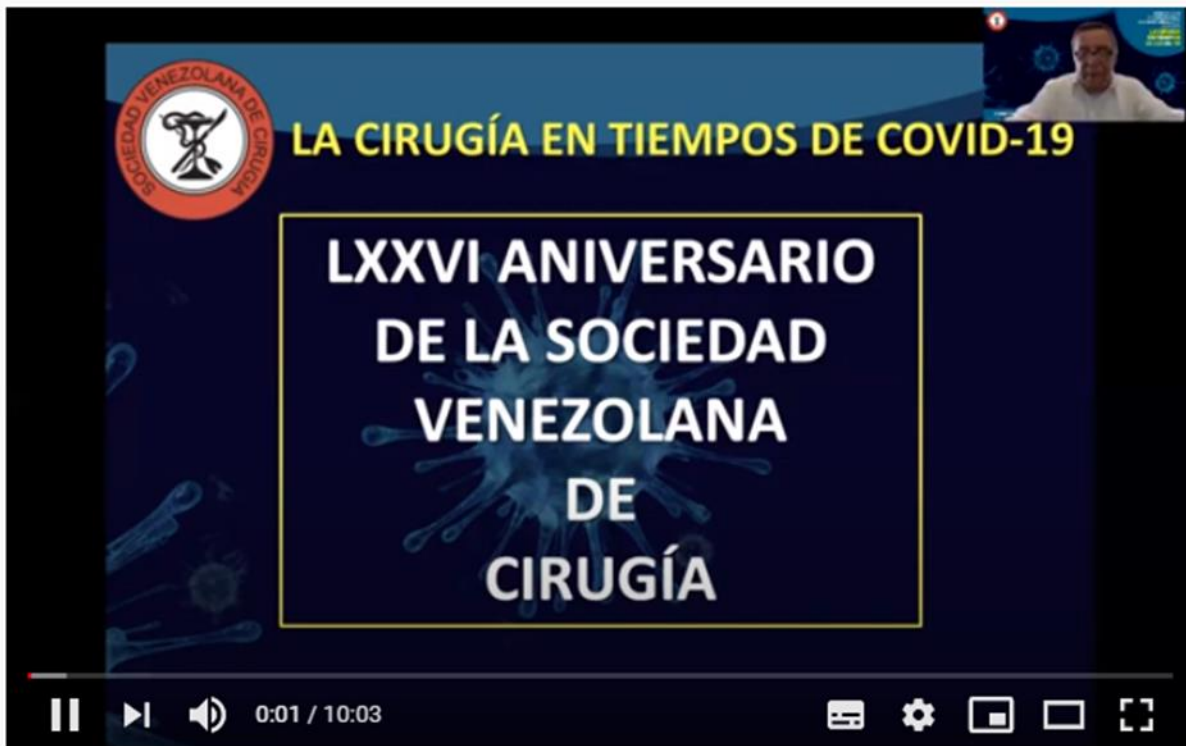 SOCIEDAD VENEZOLANA DE CIRUGIA
LA CIRUGÍA EN TIEMPOS DE COVID-19
LXXVI ANIVERSARIO
DE LA SOCIEDAD
VENEZOLANA
DE
CIRUGÍA
0:01 / 10:03